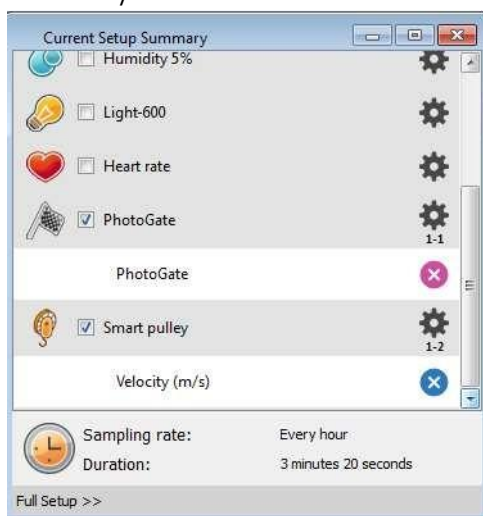 Current Setup Summary
Humidity 5%
Light-600
Heart rate
PhotoGate
1-1
PhotoGate
Smart pulley
1-2
Velocity (m/s)
Sampling rate: Every hour
Duration: 3 minutes 20 seconds
Full Setup >>